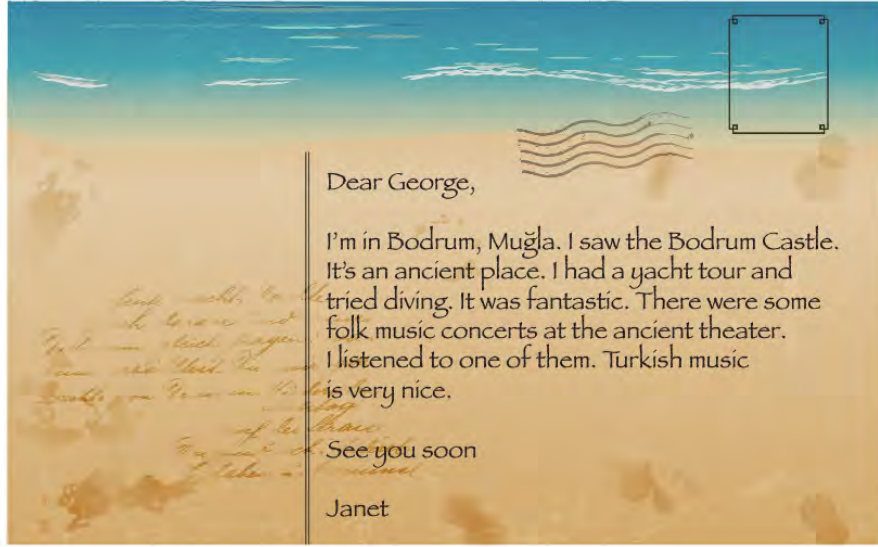 Dear George,
I'm in Bodrum, Muğla. I saw the Bodrum Castle.
It's an ancient place. I had a yacht tour and
tried diving. It was fantastic. There were some
folk music concerts at the ancient theater.
I listened to one of them. Turkish music
is very nice.
See you soon
Janet